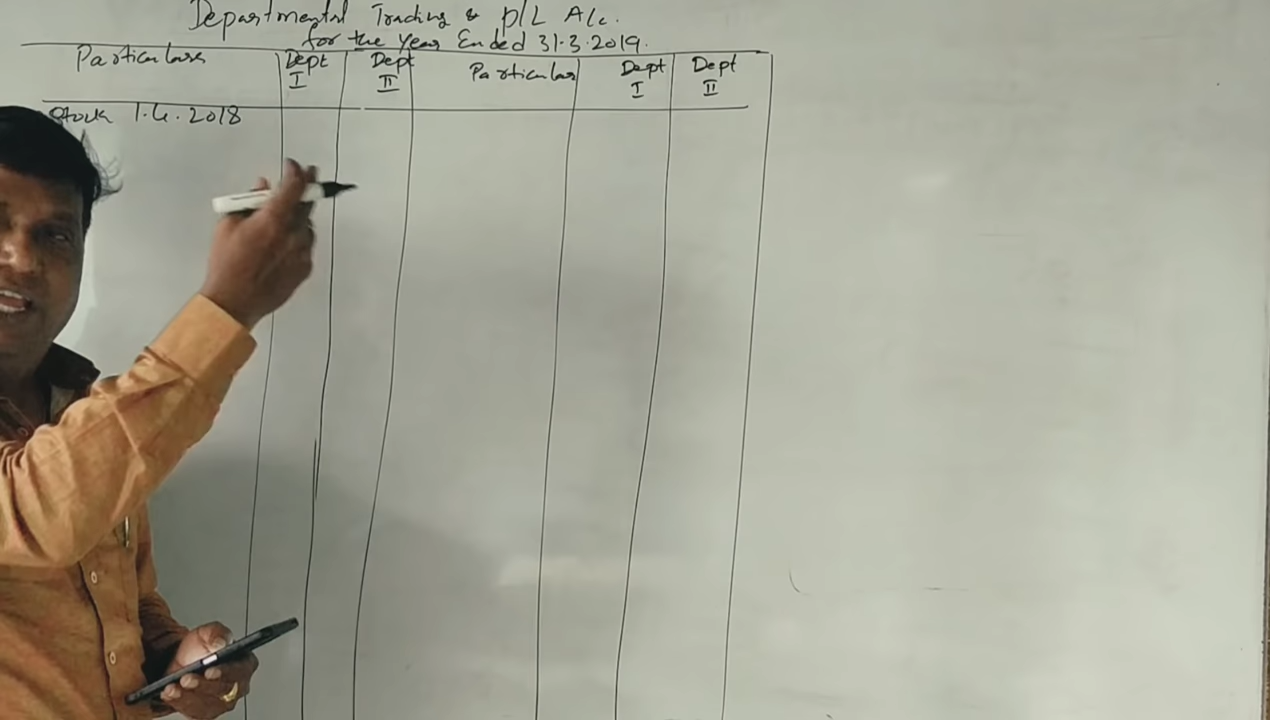 Departmental Trading & P/L A/c.
for the Year Ended 31.3.2019.
Particulars Dept I Dept II Particulars Dept I Dept II
Stock 1.4.2018